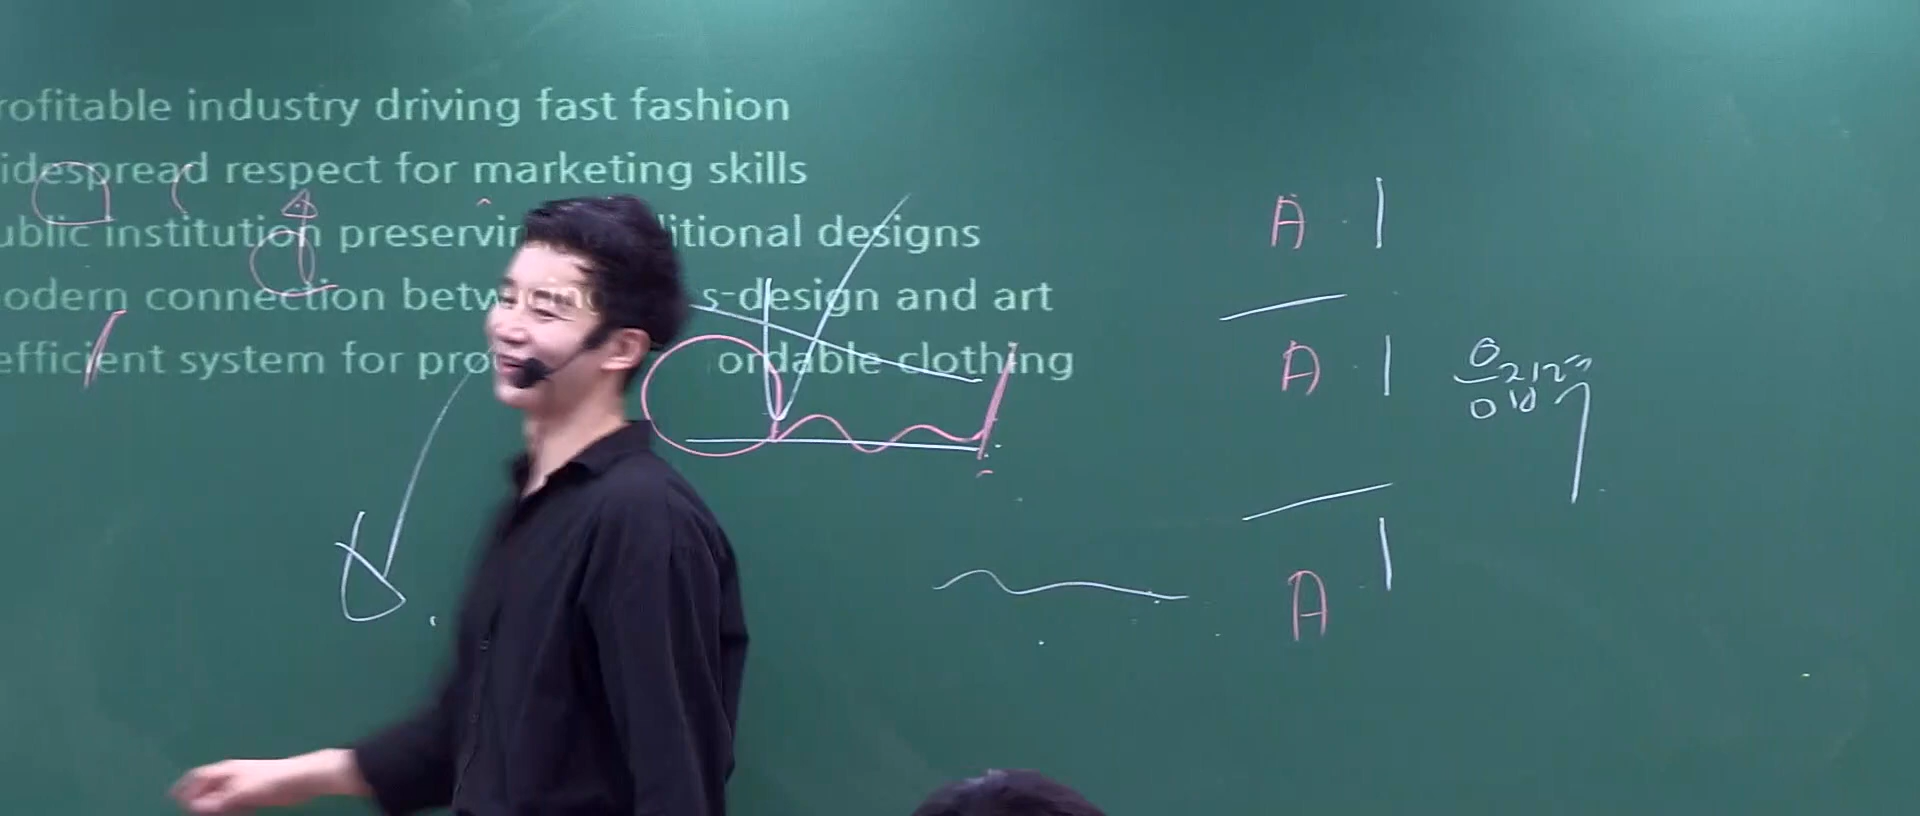 rofitable industry driving fast fashion
idespread respect for marketing skills
ublic institution preservin itional designs
odern connection betw s-design and art
efficient system for pro ordable clothing
A
A
A